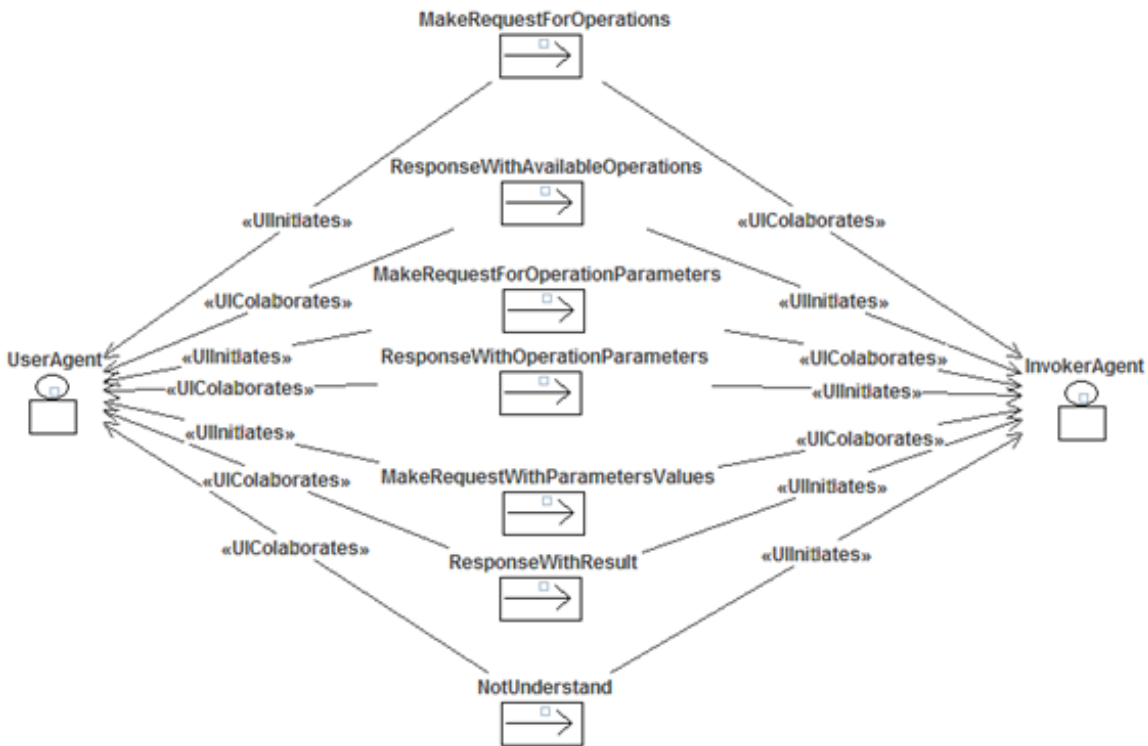 MakeRequestForOperations
ResponseWithAvailableOperations
«UIInitiates»
«UIColaborates»
MakeRequestForOperationParameters
«UIColaborates»
«UIInitiates»
UserAgent
«UIInitiates»
ResponseWithOperationParameters
«UIColaborates»
InvokerAgent
«UIColaborates»
«UIInitiates»
«UIInitiates»
«UIColaborates»
«UIColaborates»
MakeRequestWithParametersValues
«UIInitiates»
«UIColaborates»
ResponseWithResult
«UIInitiates»
NotUnderstand